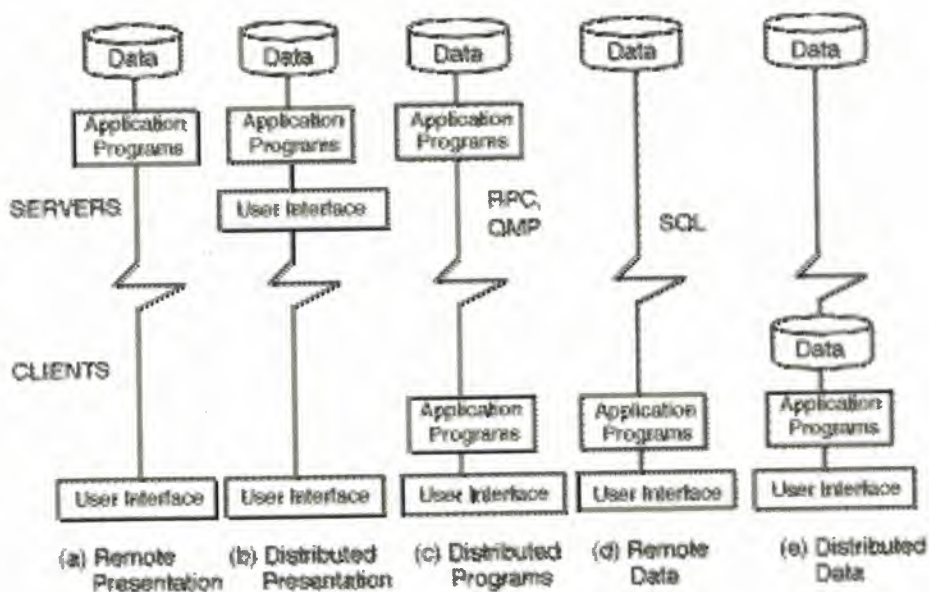 Data Data Data Data Data
Application Programs
Application Programs
Application Programs
SERVERS
User Interface
RPC,
QMP
SQL
CLIENTS
Data
Application Programs
Application Programs
Application Programs
User Interface User Interface User Interface User Interface User Interface
(a) Remote Presentation
(b) Distributed Presentation
(c) Distributed Programs
(d) Remote Data
(e) Distributed Data